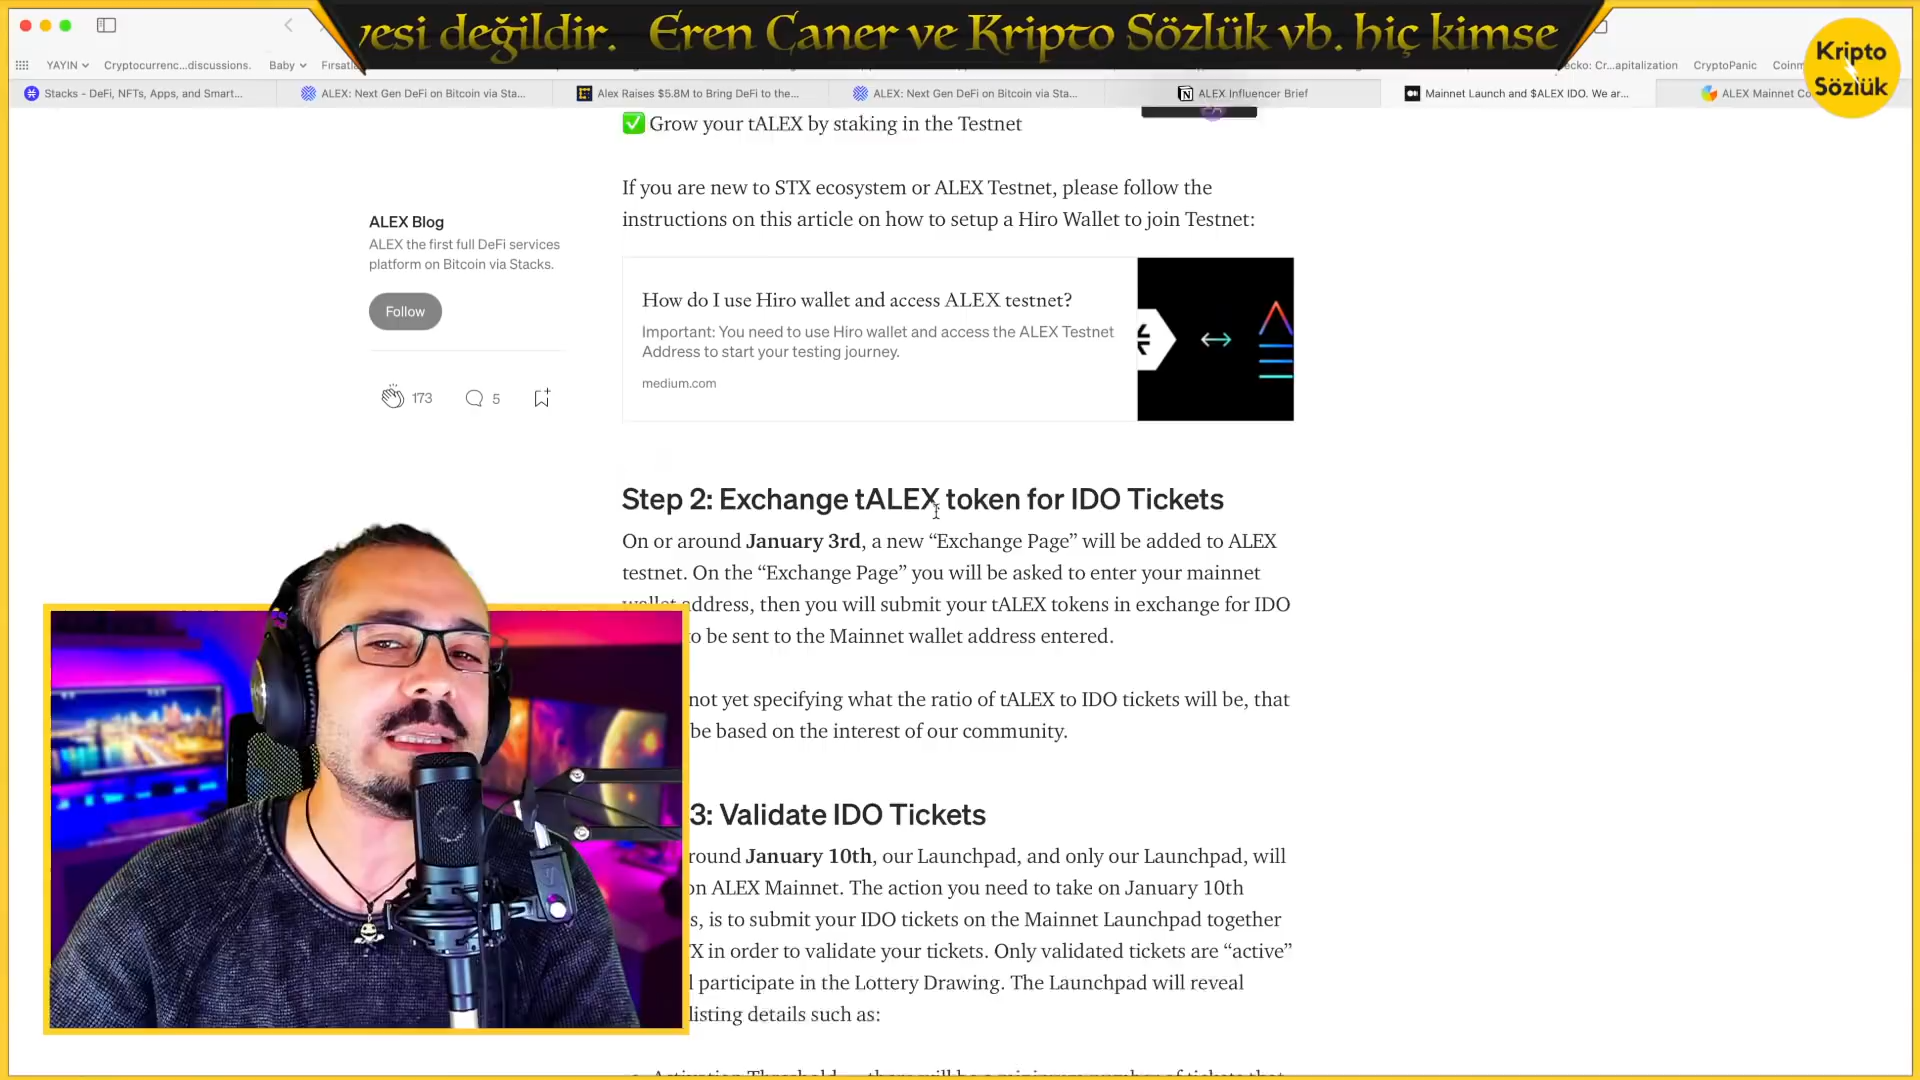 yesi değildir. Eren Caner ve Kripto Sözlük vb. hiç kimse
Kripto
Sözlük
YAYIN
Cryptocurrenc...discussions.
Baby
Fırsatl
ecko: Cr...apitalization
CryptoPanic
Coinm
Stacks - DeFi, NFTs, Apps, and Smart...
ALEX: Next Gen DeFi on Bitcoin via Sta...
Alex Raises $5.8M to Bring DeFi to the...
ALEX: Next Gen DeFi on Bitcoin via Sta...
ALEX Influencer Brief
Mainnet Launch and $ALEX IDO. We ar...
ALEX Mainnet Co
✅ Grow your tALEX by staking in the Testnet
If you are new to STX ecosystem or ALEX Testnet, please follow the
instructions on this article on how to setup a Hiro Wallet to join Testnet:
ALEX Blog
ALEX the first full DeFi services
platform on Bitcoin via Stacks.
Follow
173
5
How do I use Hiro wallet and access ALEX testnet?
Important: You need to use Hiro wallet and access the ALEX Testnet
Address to start your testing journey.
medium.com
Step 2: Exchange tALEX token for IDO Tickets
On or around January 3rd, a new “Exchange Page” will be added to ALEX
testnet. On the “Exchange Page” you will be asked to enter your mainnet
wallet address, then you will submit your tALEX tokens in exchange for IDO
to be sent to the Mainnet wallet address entered.
not yet specifying what the ratio of tALEX to IDO tickets will be, that
be based on the interest of our community.
3: Validate IDO Tickets
round January 10th, our Launchpad, and only our Launchpad, will
on ALEX Mainnet. The action you need to take on January 10th
s, is to submit your IDO tickets on the Mainnet Launchpad together
X in order to validate your tickets. Only validated tickets are “active”
l participate in the Lottery Drawing. The Launchpad will reveal
listing details such as: